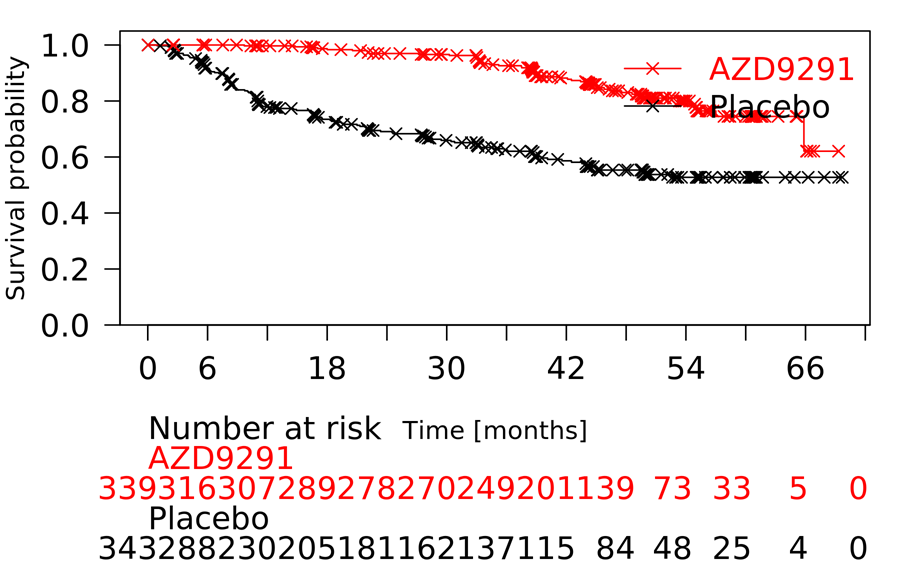 1.0
0.8
0.6
0.4
0.2
0.0
Survival probability
AZD9291
Placebo
0 6 18 30 42 54 66
Number at risk Time [months]
AZD9291
339316307289278270249201139 73 33 5 0
Placebo
343288230205181162137115 84 48 25 4 0